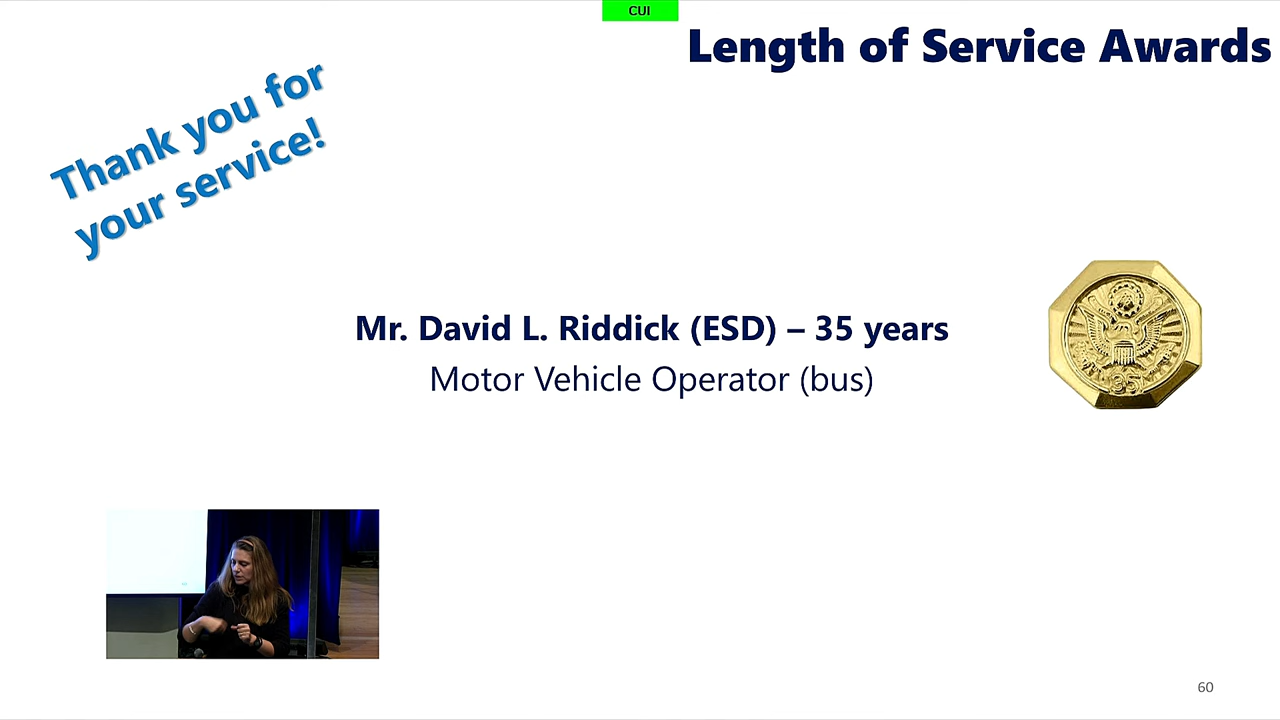 CUI
Length of Service Awards
Thank you for
your service!
Mr. David L. Riddick (ESD) – 35 years
Motor Vehicle Operator (bus)
35
60